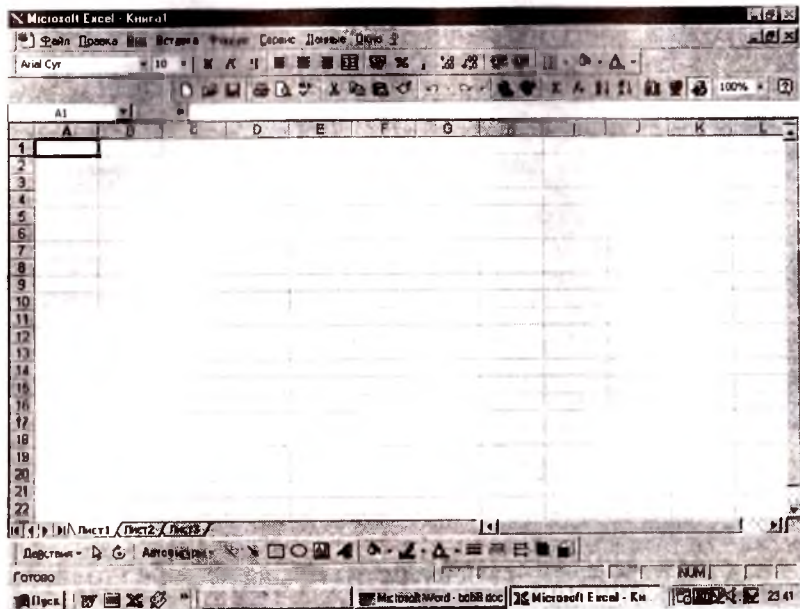 Microsoft Excel - Книга1
Файл Правка Вид Вставка Сервис Данные Окно ?
Arial Cyr 10 Ж К Ч % ,
100%
A1
A B C D E F G I J K L
1
2
3
4
5
6
7
8
9
10
11
12
13
14
15
16
17
18
19
20
21
22
Лист1 Лист2 Лист3
Действия Автофигуры
Готово NUM
Пуск Microsoft Word - bobB.doc Microsoft Excel - Кн... 23:41